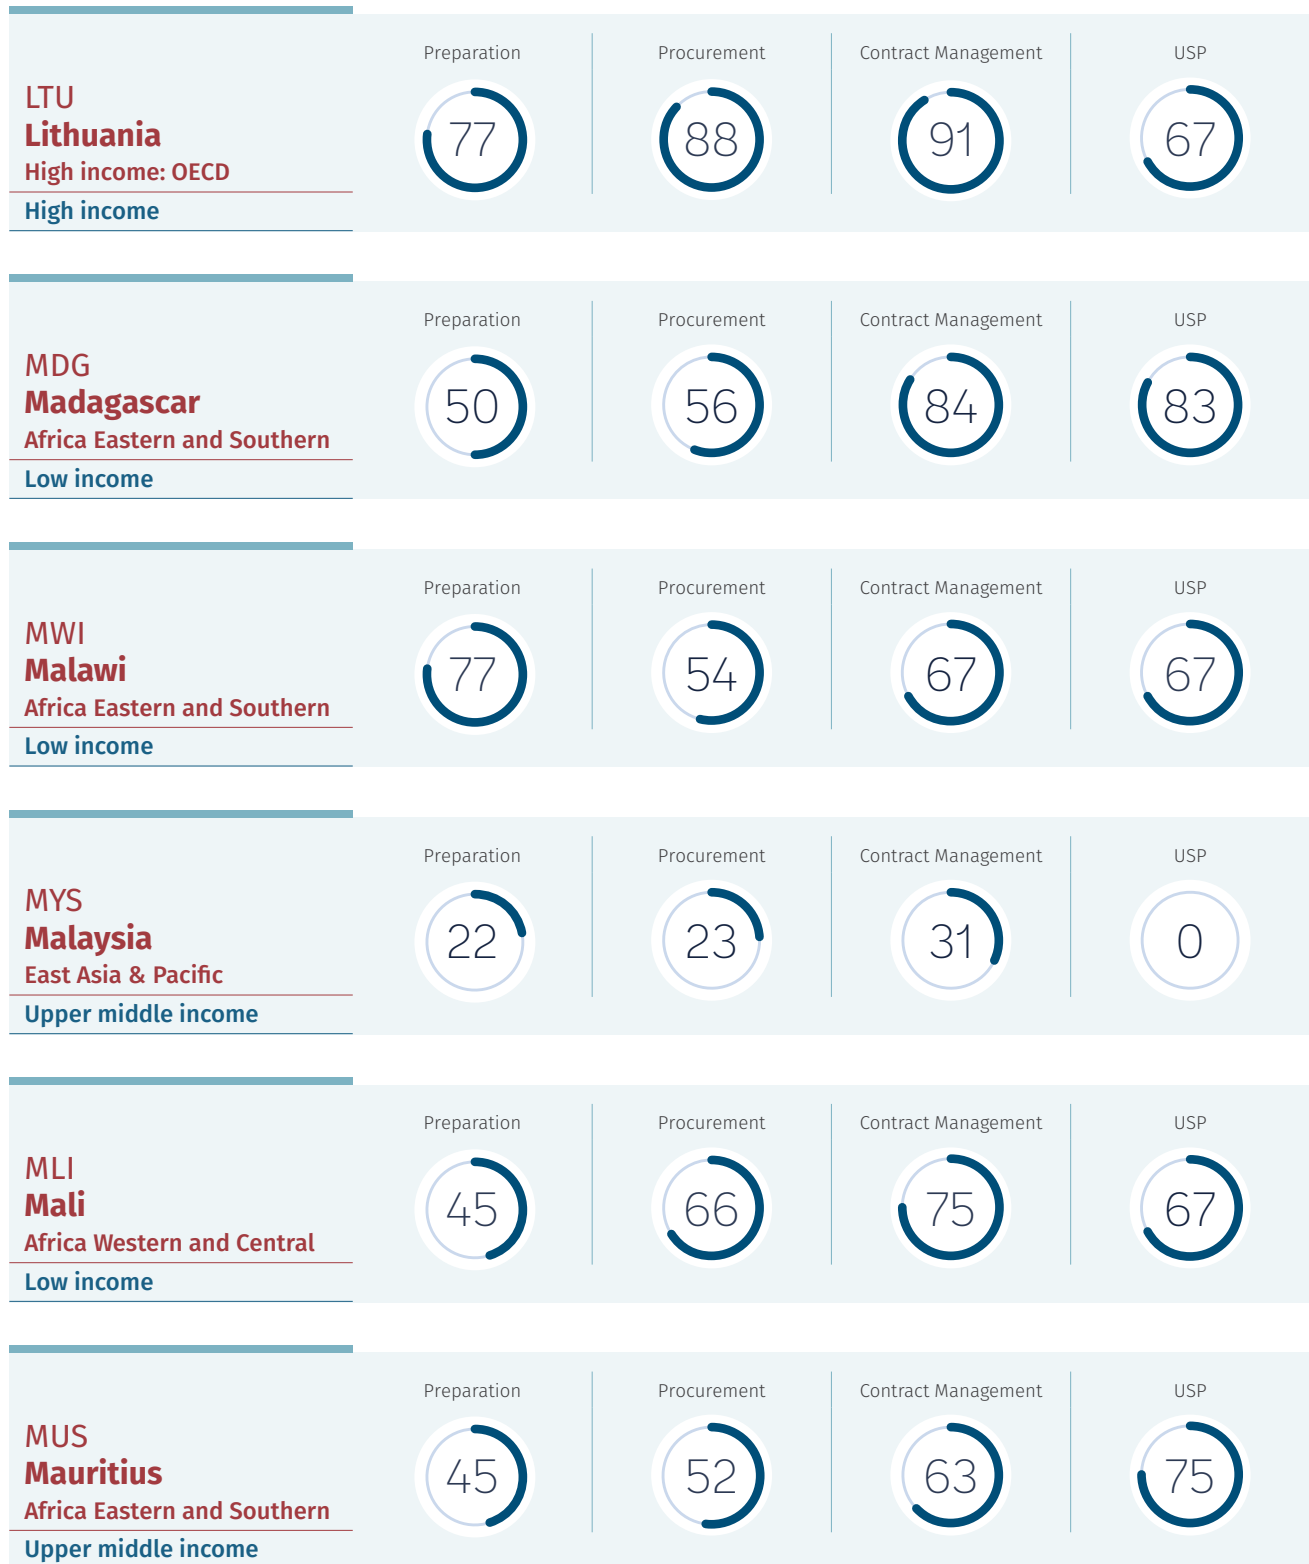 LTU
Lithuania
High income: OECD
High income
Preparation
Procurement
Contract Management
USP
77
88
91
67
MDG
Madagascar
Africa Eastern and Southern
Low income
Preparation
Procurement
Contract Management
USP
50
56
84
83
MWI
Malawi
Africa Eastern and Southern
Low income
Preparation
Procurement
Contract Management
USP
77
54
67
67
MYS
Malaysia
East Asia & Pacific
Upper middle income
Preparation
Procurement
Contract Management
USP
22
23
31
0
MLI
Mali
Africa Western and Central
Low income
Preparation
Procurement
Contract Management
USP
45
66
75
67
MUS
Mauritius
Africa Eastern and Southern
Upper middle income
Preparation
Procurement
Contract Management
USP
45
52
63
75